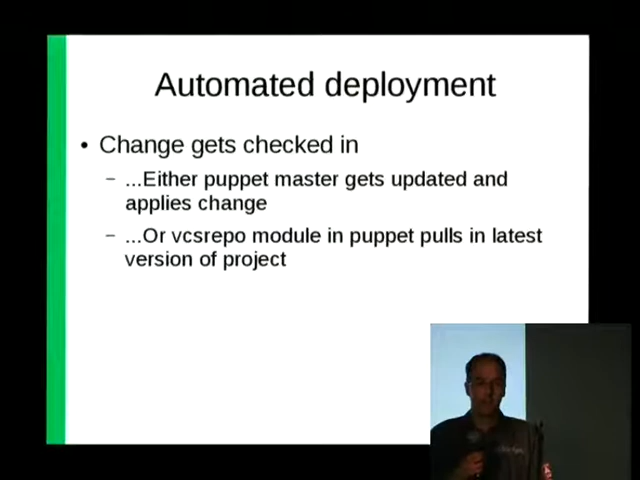 Automated deployment
• Change gets checked in
– ...Either puppet master gets updated and
applies change
– ...Or vcsrepo module in puppet pulls in latest
version of project